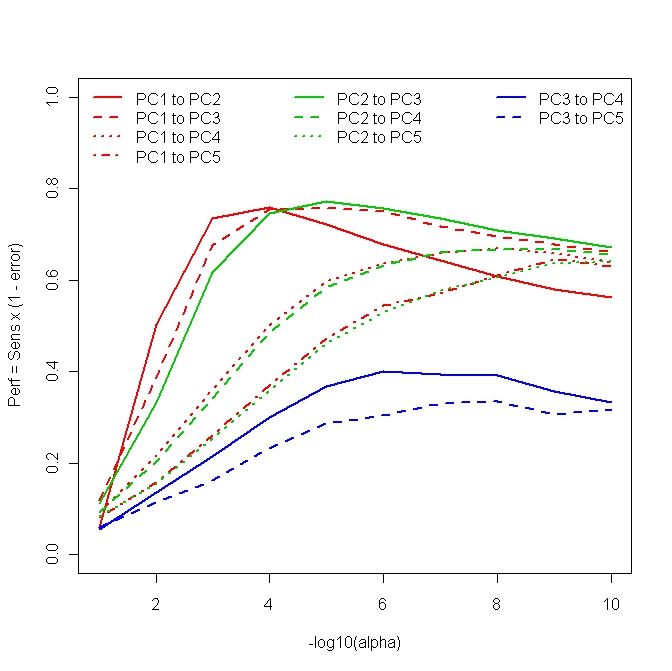 PC1 to PC2 PC2 to PC3 PC3 to PC4
PC1 to PC3 PC2 to PC4 PC3 to PC5
PC1 to PC4 PC2 to PC5
PC1 to PC5
1.0
0.8
0.6
0.4
0.2
0.0
Perf = Sens x (1 - error)
2 4 6 8 10
-log10(alpha)